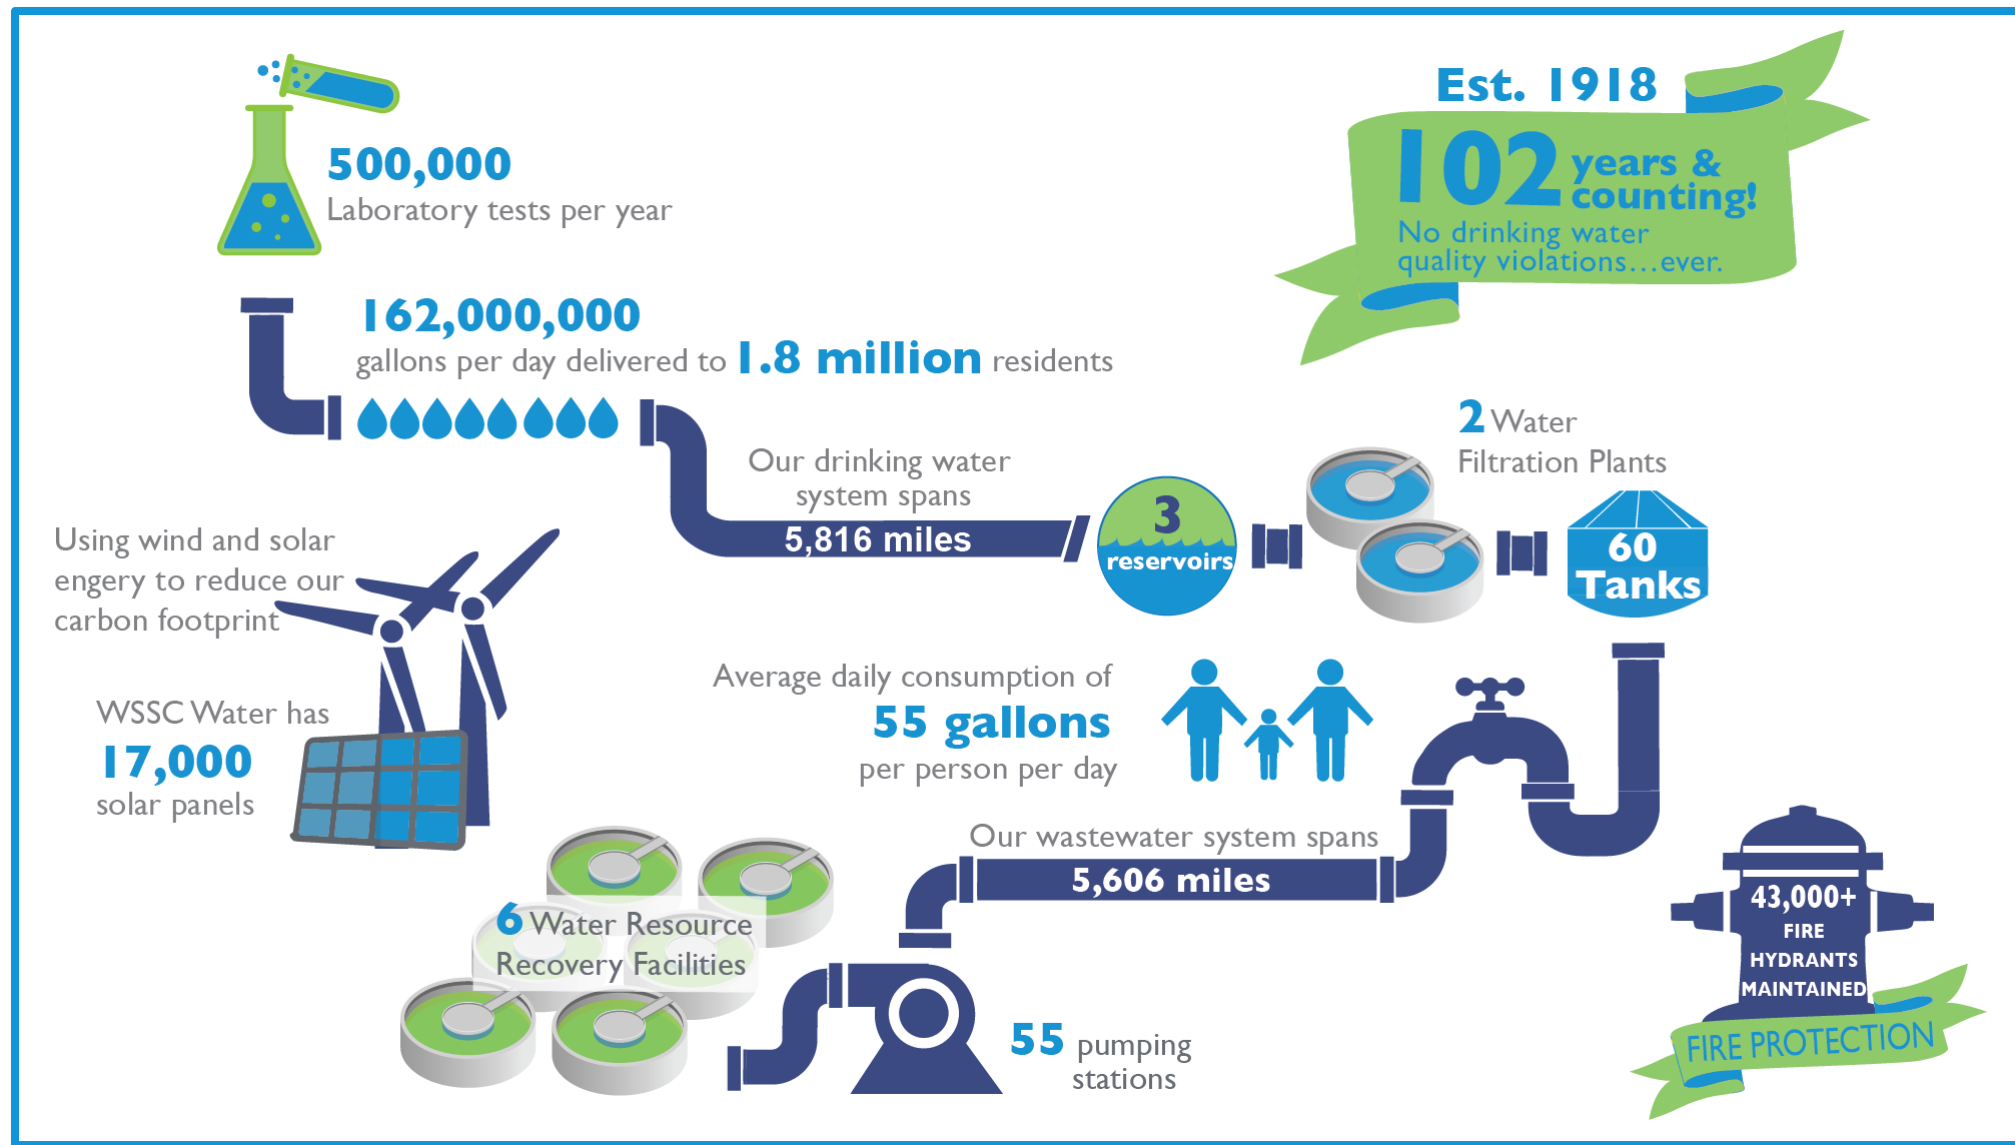 Est. 1918
102 years & counting!
No drinking water
quality violations...ever.
500,000
Laboratory tests per year
162,000,000
gallons per day delivered to 1.8 million residents
Our drinking water
system spans
5,816 miles
3
reservoirs
2 Water
Filtration Plants
60
Tanks
Using wind and solar
engery to reduce our
carbon footprint
WSSC Water has
17,000
solar panels
Average daily consumption of
55 gallons
per person per day
Our wastewater system spans
5,606 miles
6 Water Resource
Recovery Facilities
55 pumping
stations
43,000+
FIRE
HYDRANTS
MAINTAINED
FIRE PROTECTION